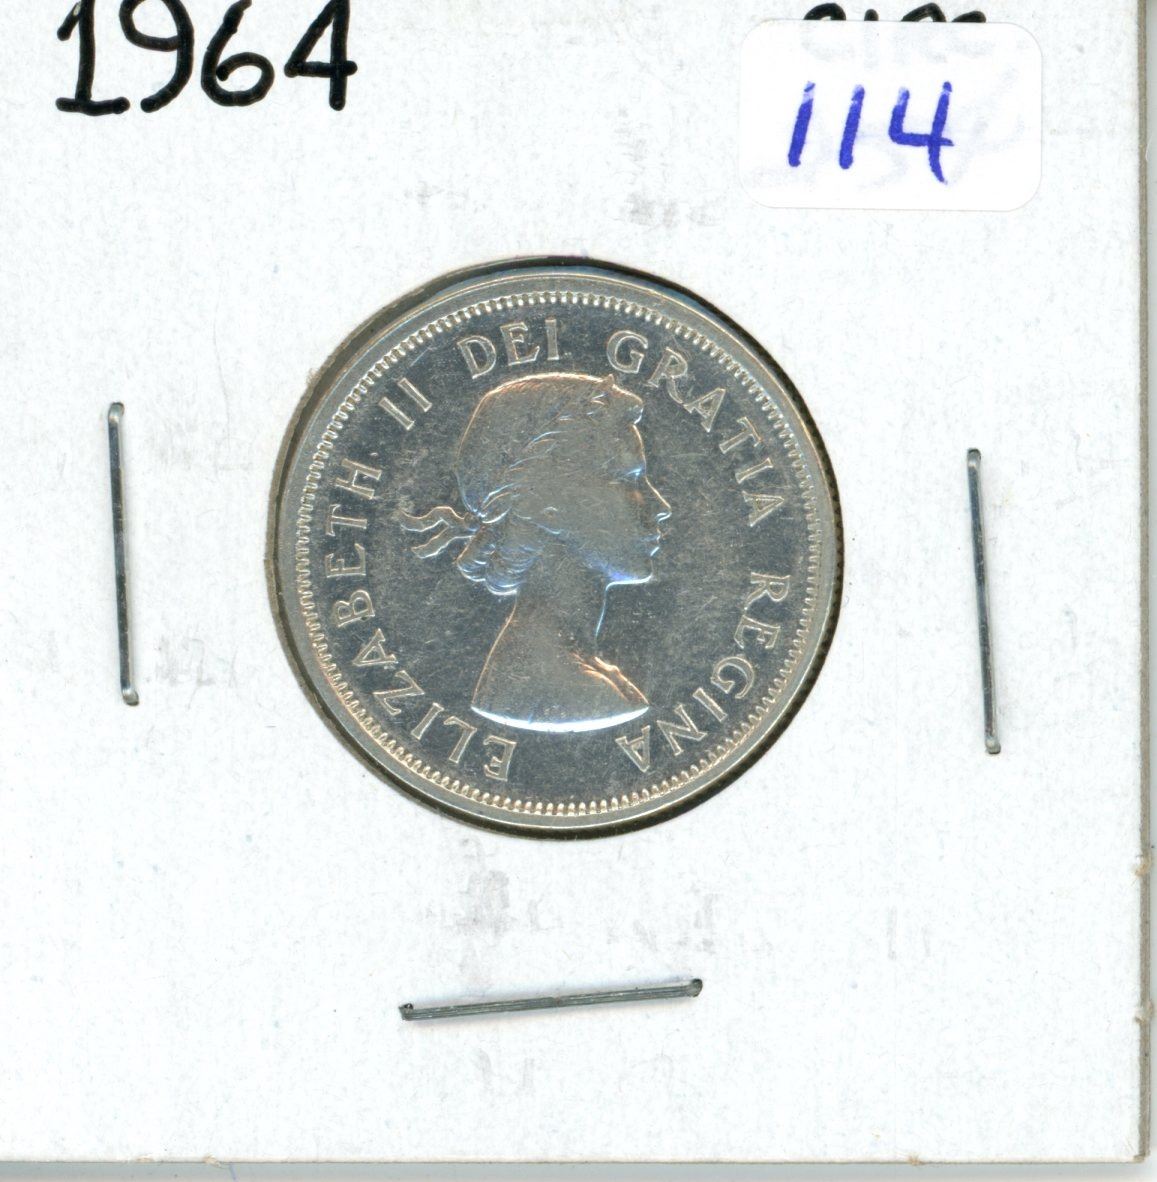 1964
114
ELIZABETH II DEI GRATIA REGINA